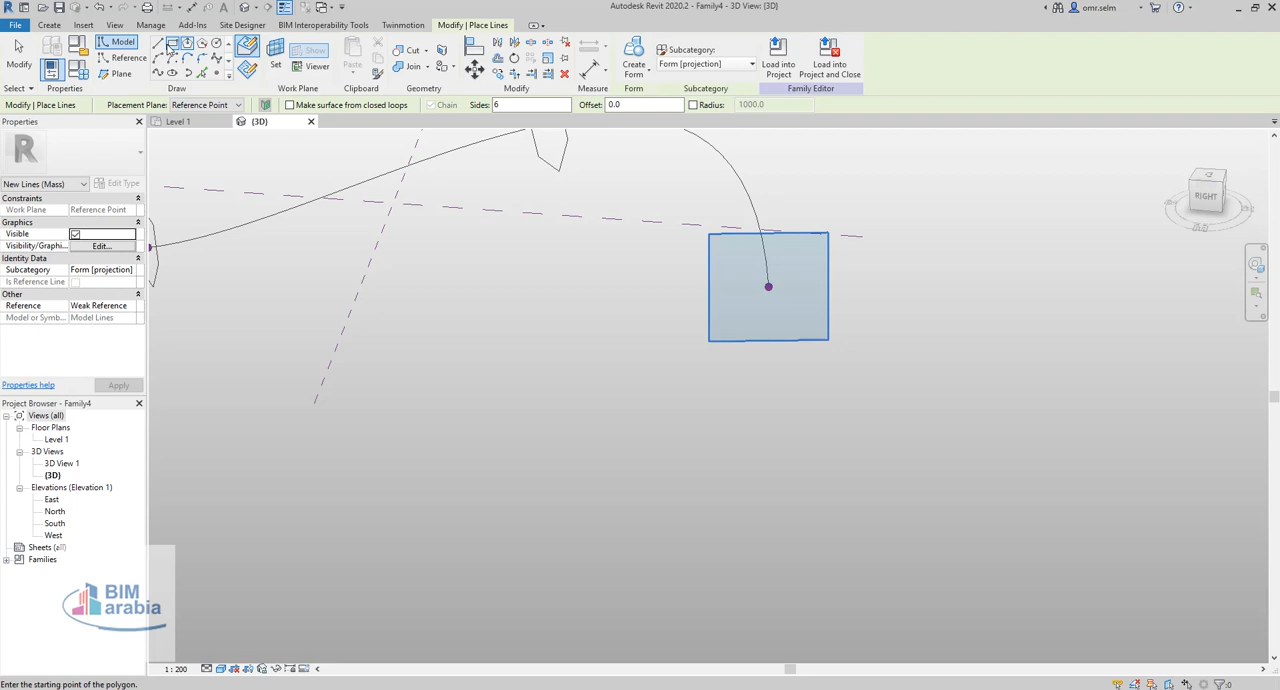 Autodesk Revit 2020.2 - Family4 - 3D View: {3D}
omr.selm
File Create Insert View Manage Add-Ins Site Designer BIM Interoperability Tools Twinmotion Modify | Place Lines
Modify
Model
Reference
Plane
Set
Show
Viewer
Paste
Cut
Join
Create
Form
Subcategory:
Form [projection]
Load into
Project
Load into
Project and Close
Select Properties Draw Work Plane Clipboard Geometry Modify Measure Form Subcategory Family Editor
Modify | Place Lines Placement Plane: Reference Point Make surface from closed loops Chain Sides: 6 Offset: 0.0 Radius: 1000.0
Properties
Level 1
{3D}
New Lines (Mass) Edit Type
Constraints
Work Plane Reference Point
Graphics
Visible
Visibility/Graphi... Edit...
Identity Data
Subcategory Form [projection]
Is Reference Line
Other
Reference Weak Reference
Model or Symb... Model Lines
Properties help Apply
Project Browser - Family4
Views (all)
Floor Plans
Level 1
3D Views
3D View 1
{3D}
Elevations (Elevation 1)
East
North
South
West
Sheets (all)
Families
RIGHT
BIM
arabia
1 : 200
Enter the starting point of the polygon.
:0